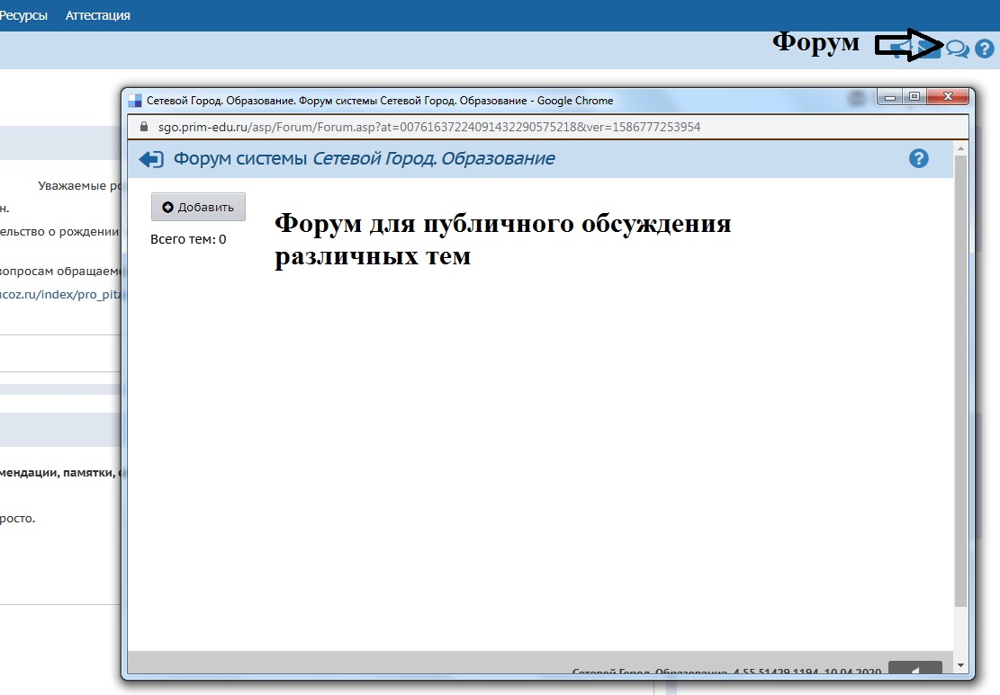 Ресурсы Аттестация
Форум
Сетевой Город. Образование. Форум системы Сетевой Город. Образование - Google Chrome
sgo.prim-edu.ru/asp/Forum/Forum.asp?at=00761637224091432290575218&ver=1586777253954
Форум системы Сетевой Город. Образование
Уважаемые
н.
Добавить
Форум для публичного обсуждения
различных тем
ельство о рождении
Всего тем: 0
вопросам обращаемс
ucoz.ru/index/pro_pita
мендации, памятки,
росто.
Сетевой Город. Образование 4.55.51429.1194 10.04.2020